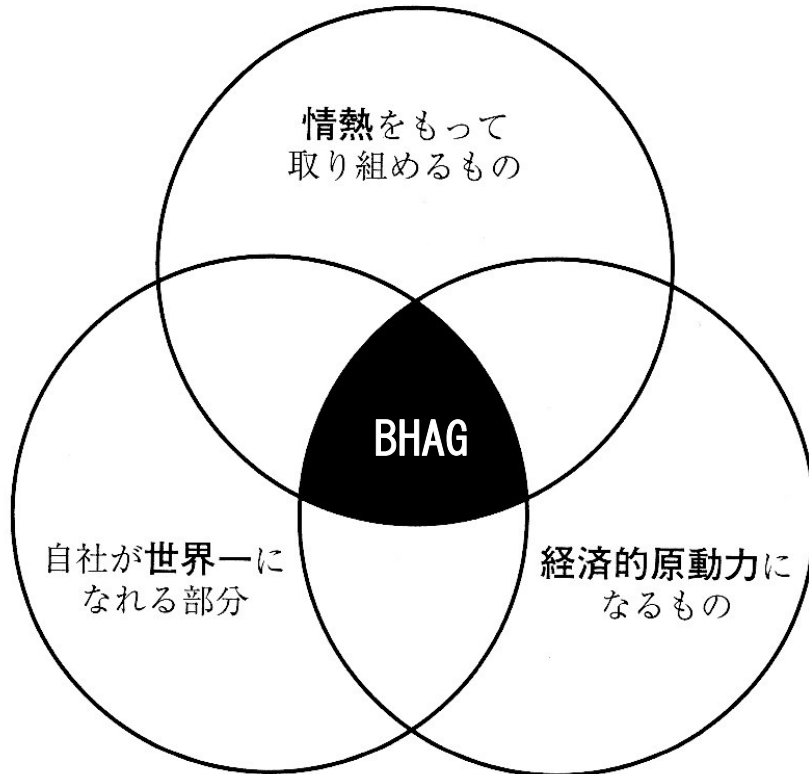 情熱をもって
取り組めるもの
BHAG
自社が世界一に
なれる部分
経済的原動力に
なるもの